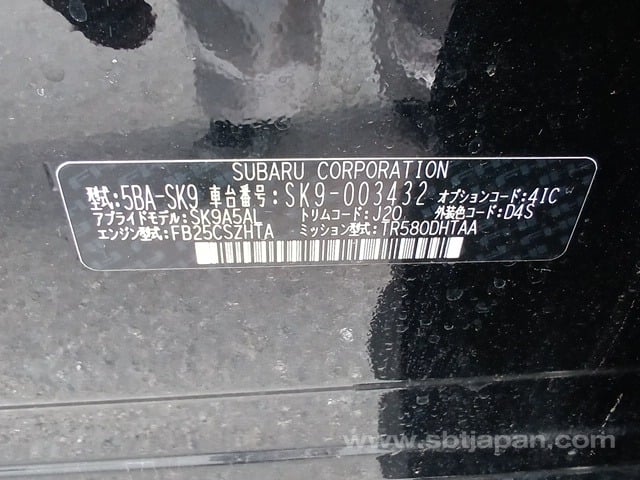 SUBARU CORPORATION
型式:5BA-SK9 車台番号:SK9-003432 オプションコード:4IC
アプライドモデル:SK9A5AL トリムコード:J20 外装色コード:D4S
エンジン型式:FB25CSZHTA ミッション型式:TR580DHTAA
www.sbtjapan.com